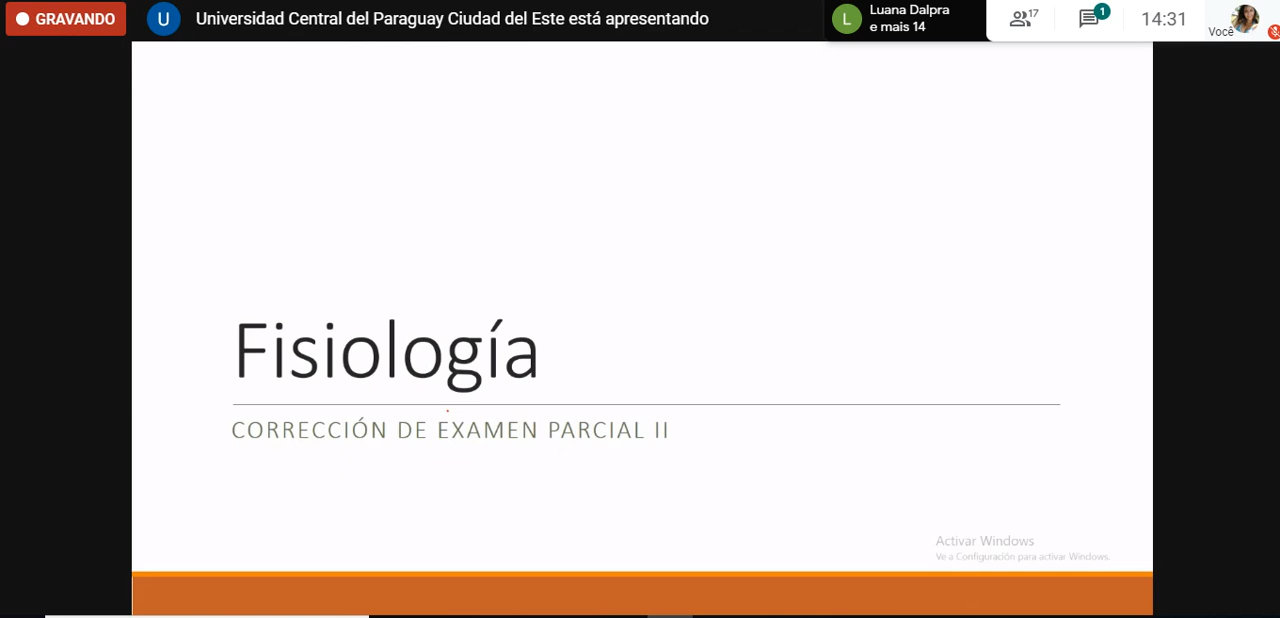 GRAVANDO
U
Universidad Central del Paraguay Ciudad del Este está apresentando
L
Luana Dalpra
e mais 14
17
1
14:31
Você
Fisiología
CORRECCIÓN DE EXAMEN PARCIAL II
Activar Windows
Ve a Configuración para activar Windows.